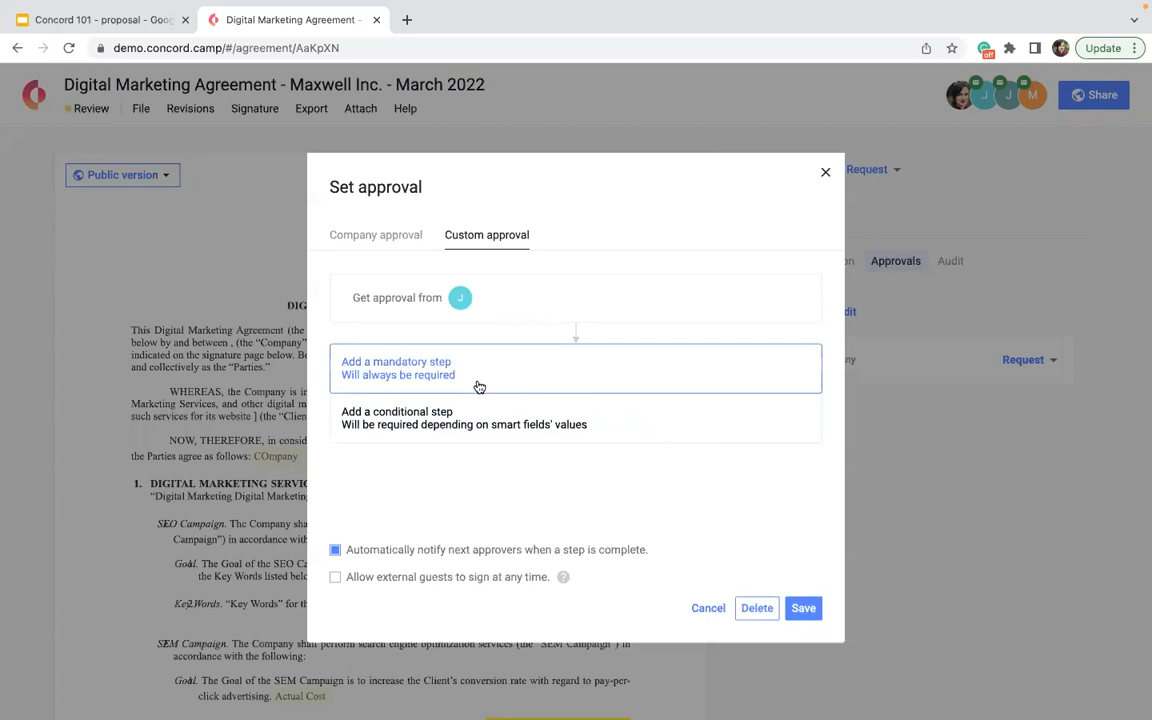 Concord 101 - proposal - Goo
Digital Marketing Agreement -
demo.concord.camp/#/agreement/AaKpXN
off
Update
Digital Marketing Agreement - Maxwell Inc. - March 2022
Review File Revisions Signature Export Attach Help
J J M
Share
Public version
Request
Set approval
Company approval Custom approval
Approvals Audit
Get approval from J
Add a mandatory step
Will always be required
Request
Add a conditional step
Will be required depending on smart fields' values
This Digital Marketing Agreement (the
below by and between , (the "Company"
indicated on the signature page below.
and collectively as the "Parties."
WHEREAS, the Company is
Marketing Services, and other digital
such services for its website ] (the "Client
NOW, THEREFORE, in
the Parties agree as follows: COmpany
1. DIGITAL MARKETING
"Digital Marketing Digital Marketing
SEO Campaign. The Company
Campaign") in accordance with
Goal. The Goal of the SEO
the Key Words listed
Key Words. "Key Words" for
Automatically notify next approvers when a step is complete.
Allow external guests to sign at any time. ?
Cancel Delete Save
SEM Campaign. The Company shall perform search engine optimization services (the "SEM Campaign") in
accordance with the following:
Goal. The Goal of the SEM Campaign is to increase the Client's conversion rate with regard to pay-per-
click advertising. Actual Cost